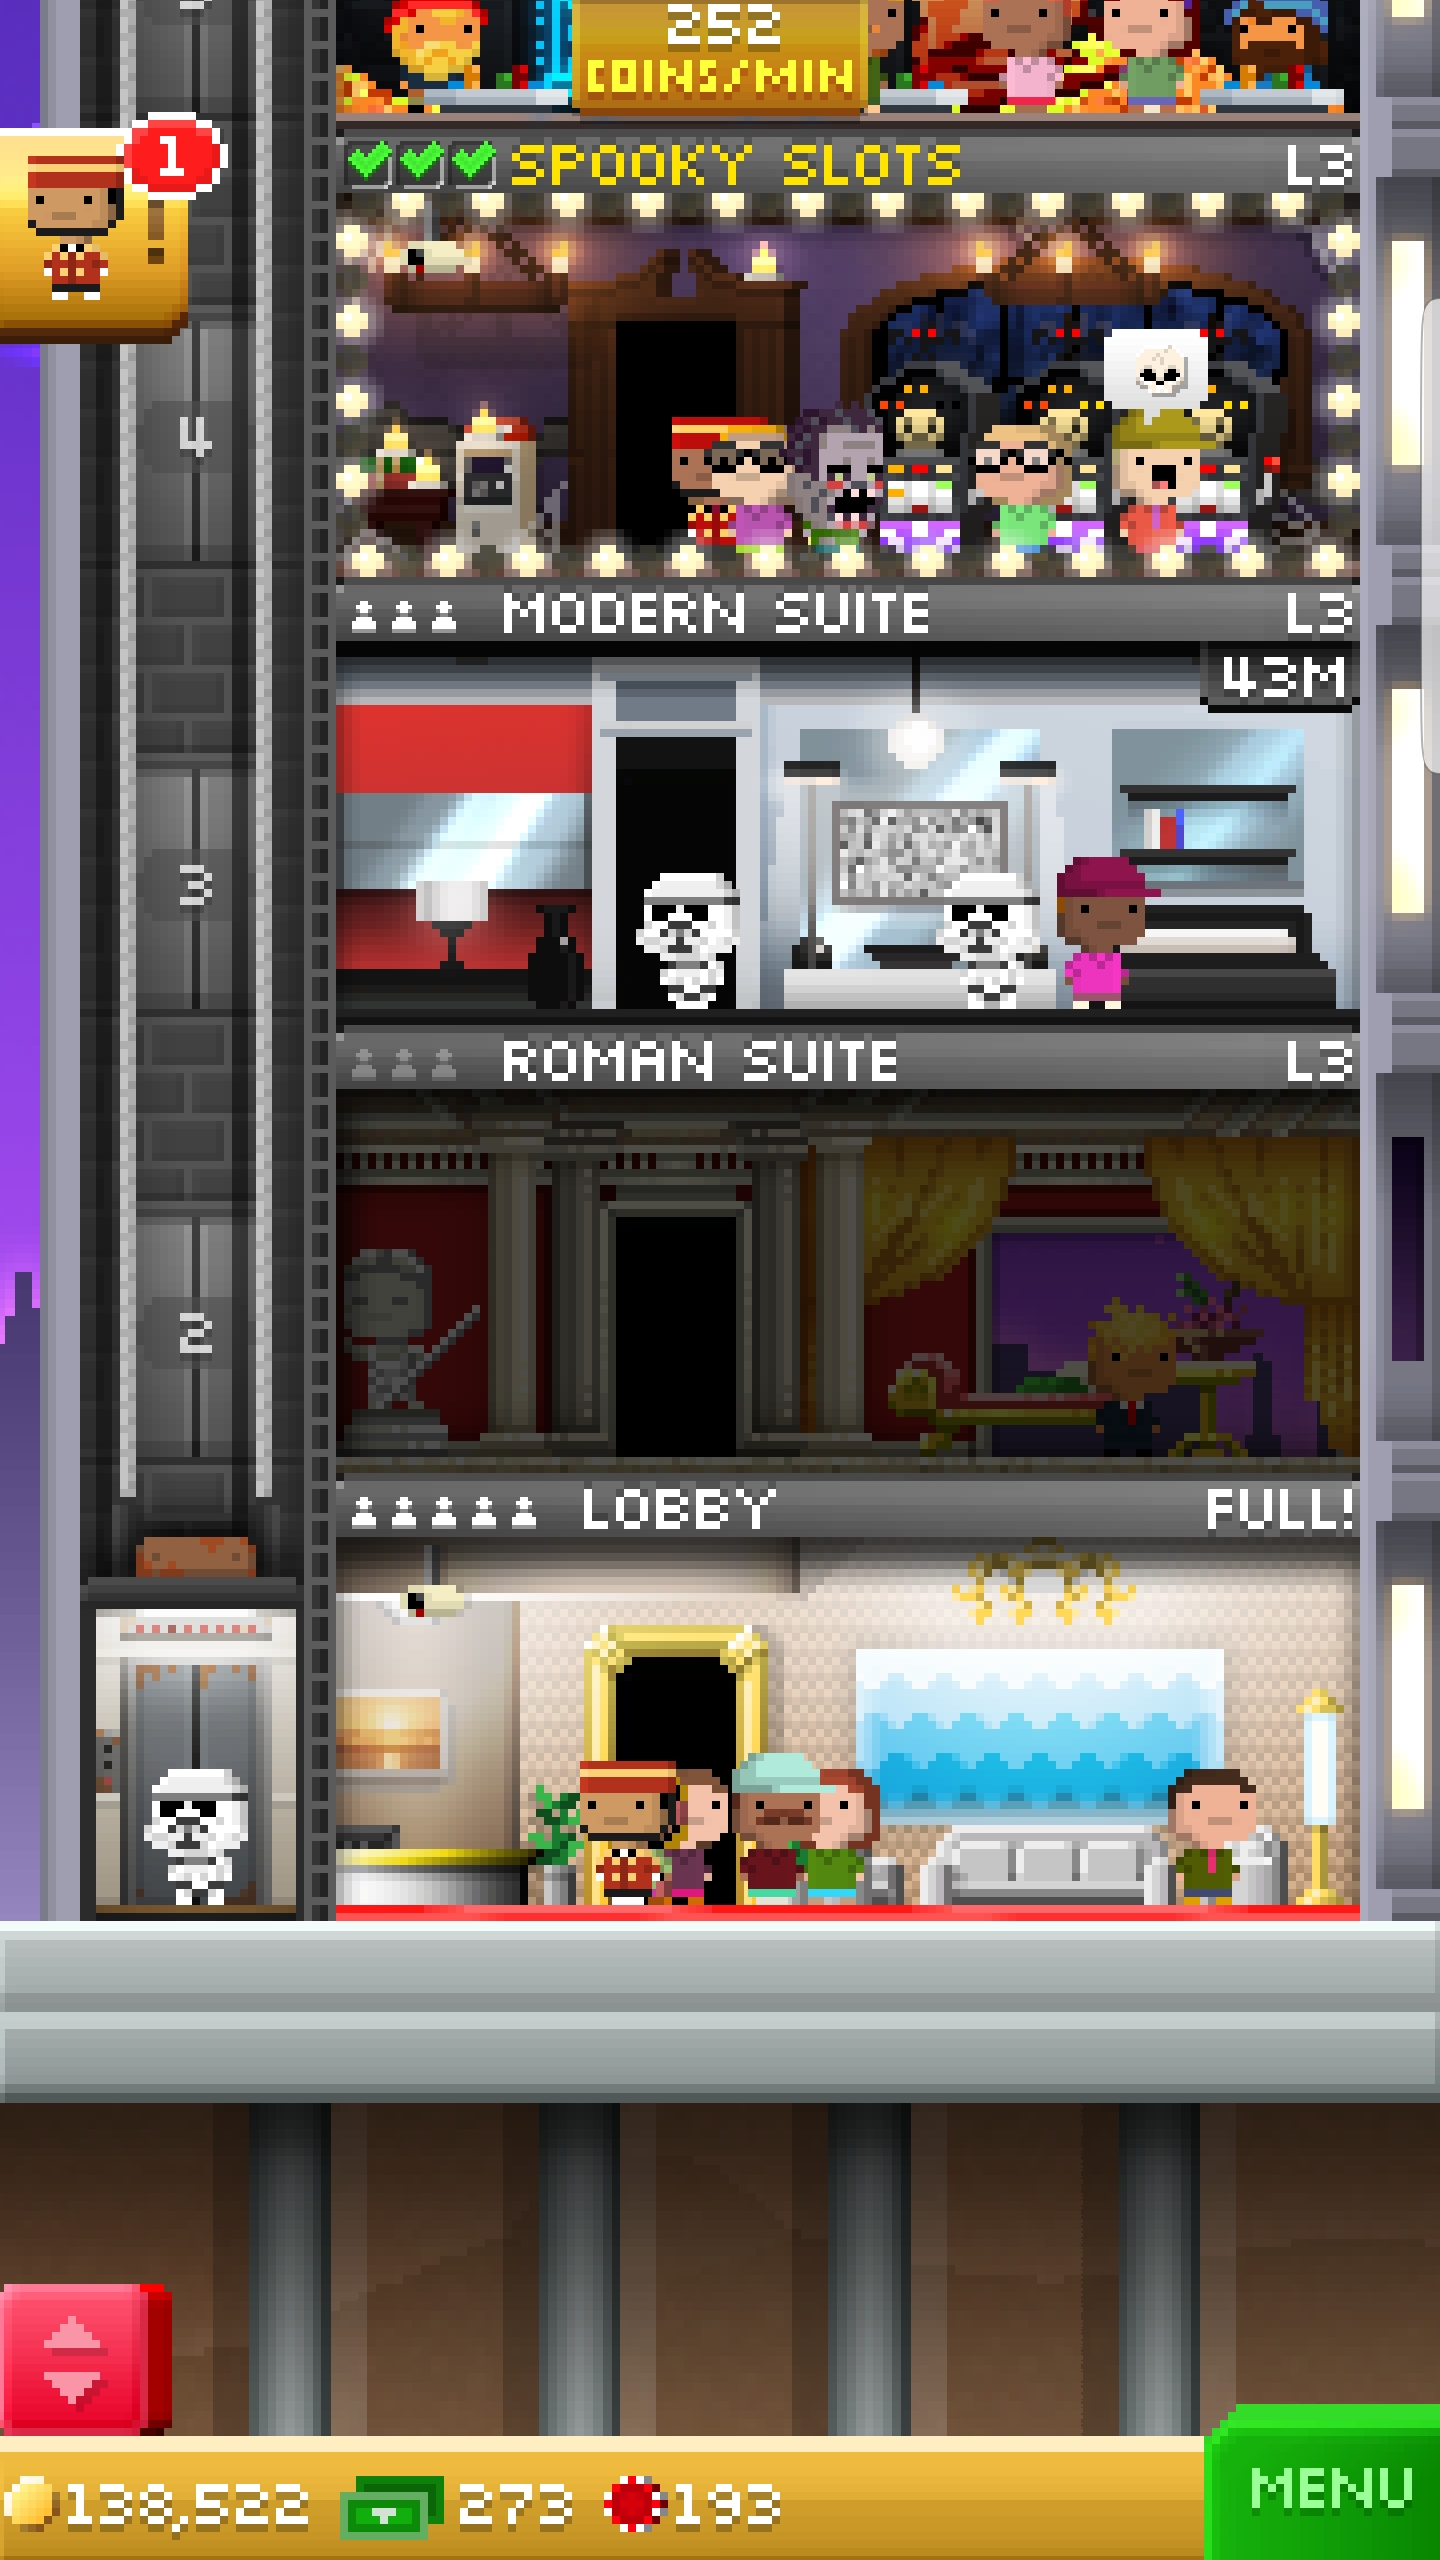 252
COINS/MIN
1
SPOOKY SLOTS L3
4
MODERN SUITE L3
43M
3
ROMAN SUITE L3
2
LOBBY FULL!
138,522 273 193
MENU